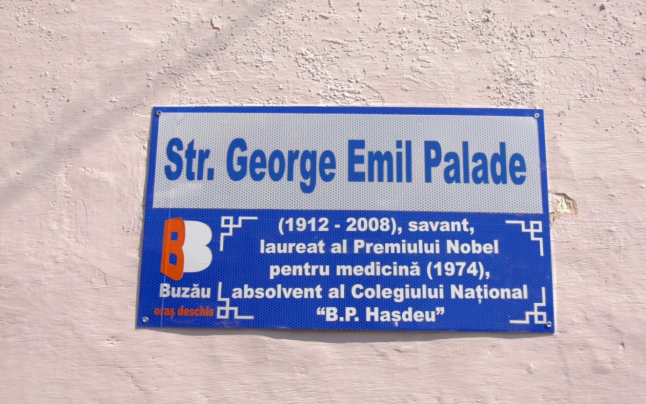 Str. George Emil Palade
(1912 - 2008), savant,
laureat al Premiului Nobel
pentru medicină (1974),
absolvent al Colegiului Național
“B.P. Hașdeu”
B B
Buzău
oraș deschis